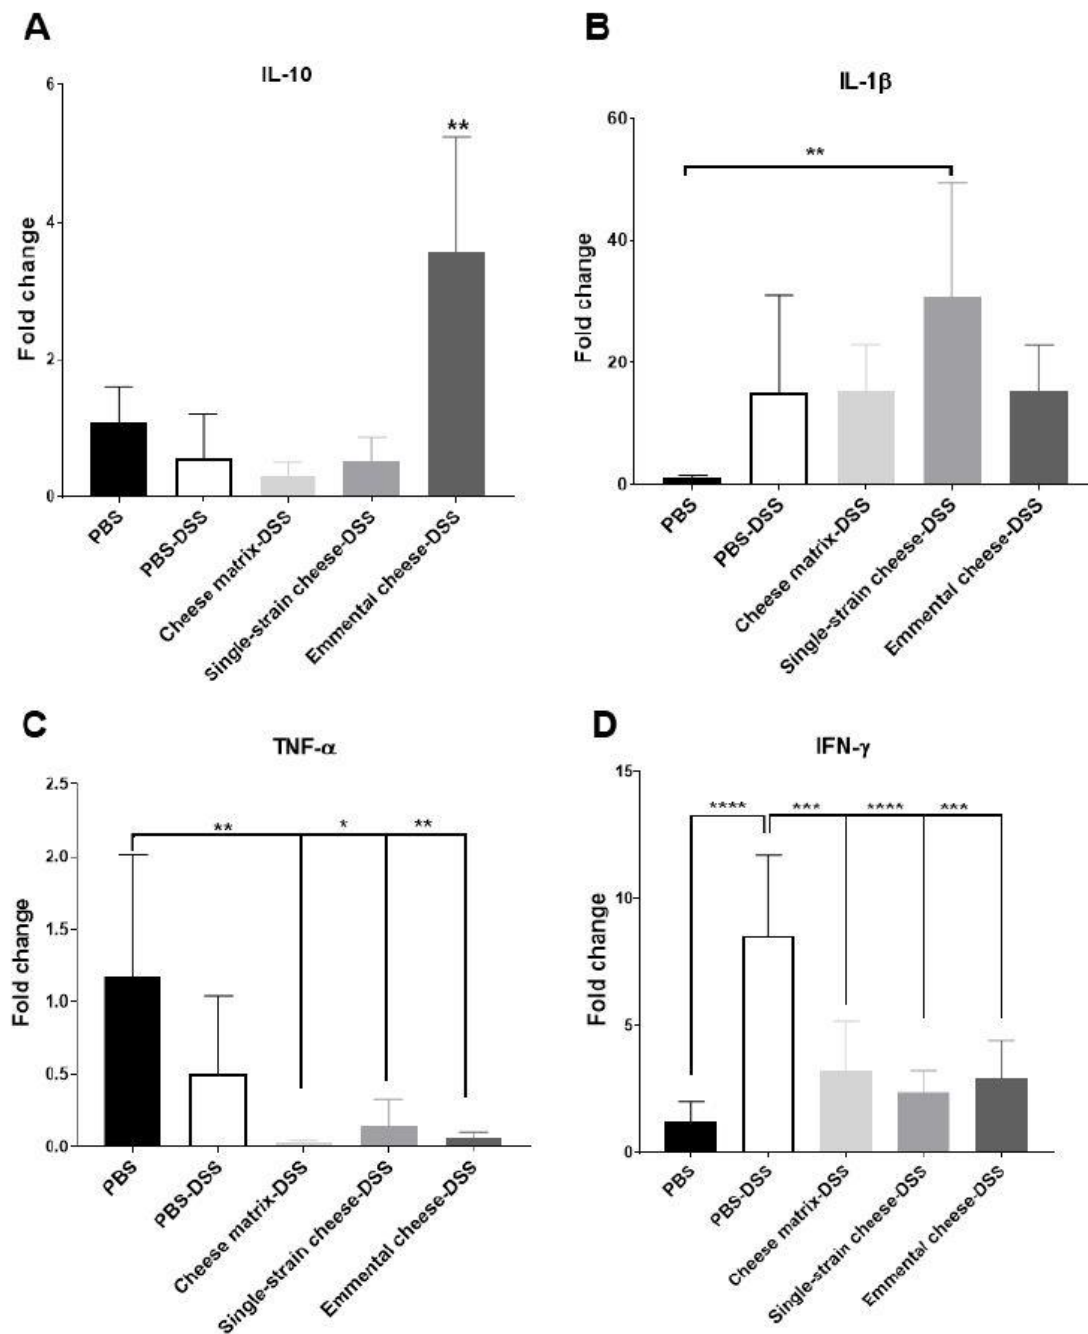 A
IL-10
Fold change
6
4
2
0
**
PBS
PBS-DSS
Cheese matrix-DSS
Single-strain cheese-DSS
Emmental cheese-DSS
B
IL-1β
Fold change
60
40
20
0
**
PBS
PBS-DSS
Cheese matrix-DSS
Single-strain cheese-DSS
Emmental cheese-DSS
C
TNF-α
Fold change
2.5
2.0
1.5
1.0
0.5
0.0
** * **
PBS
PBS-DSS
Cheese matrix-DSS
Single-strain cheese-DSS
Emmental cheese-DSS
D
IFN-γ
Fold change
15
10
5
0
**** *** **** ***
PBS
PBS-DSS
Cheese matrix-DSS
Single-strain cheese-DSS
Emmental cheese-DSS